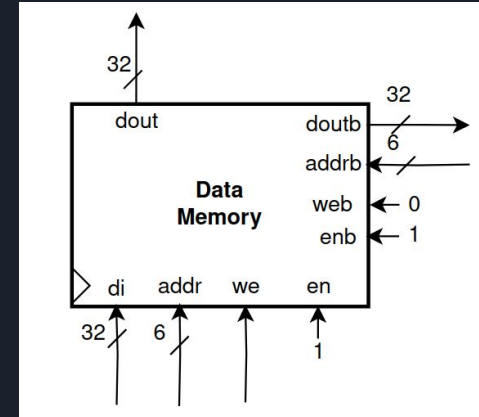 32
dout
32
doutb
6
addrb
Data
Memory
web
0
enb
1
di addr we en
32
6
1